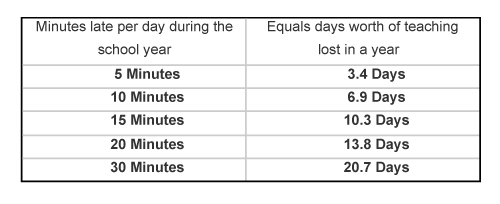 Minutes late per day during the
school year
Equals days worth of teaching
lost in a year
5 Minutes
3.4 Days
10 Minutes
6.9 Days
15 Minutes
10.3 Days
20 Minutes
13.8 Days
30 Minutes
20.7 Days